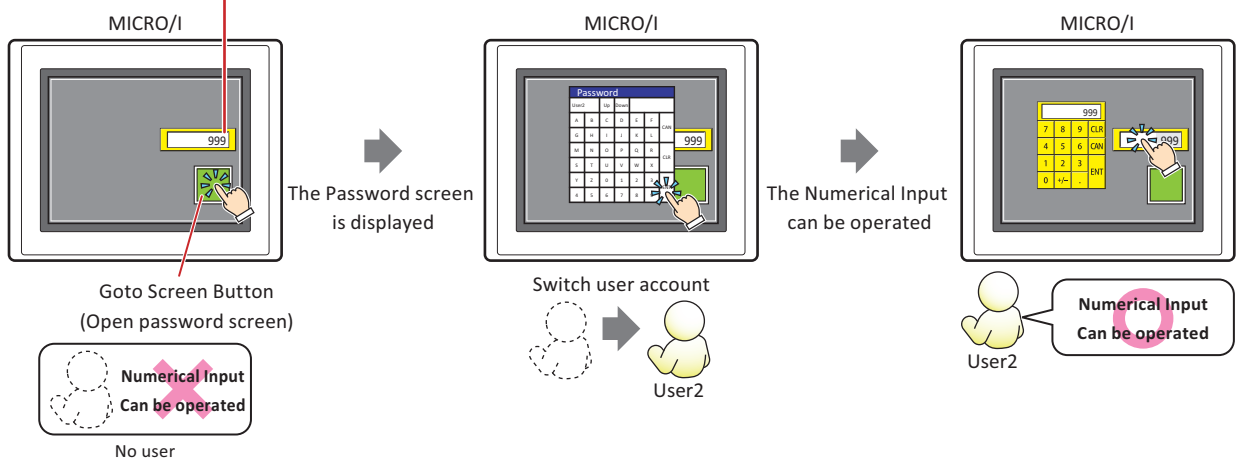 MICRO/I
999
Goto Screen Button
(Open password screen)
Numerical Input
Can be operated
No user
The Password screen
is displayed
MICRO/I
Password
User2 Up Down
A B C D E F CAN
G H I J K L
999
M N O P Q R CLR
S T U V W X
Y Z 0 1 2 3
4 5 6 7 8
Switch user account
User2
The Numerical Input
can be operated
MICRO/I
999
7 8 9 CLR
4 5 6 CAN
1 2 3 ENT
0 +/− .
999
User2
Numerical Input
Can be operated